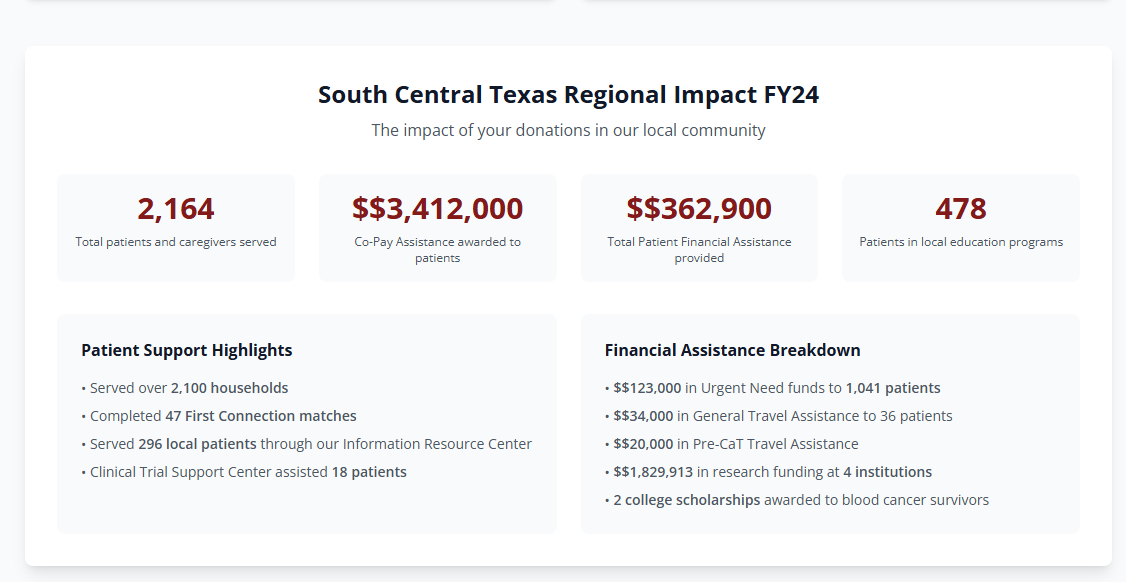 South Central Texas Regional Impact FY24
The impact of your donations in our local community
2,164
Total patients and caregivers served
$$3,412,000
Co-Pay Assistance awarded to
patients
$$362,900
Total Patient Financial Assistance
provided
478
Patients in local education programs
Patient Support Highlights
• Served over 2,100 households
• Completed 47 First Connection matches
• Served 296 local patients through our Information Resource Center
• Clinical Trial Support Center assisted 18 patients
Financial Assistance Breakdown
• $$123,000 in Urgent Need funds to 1,041 patients
• $$34,000 in General Travel Assistance to 36 patients
• $$20,000 in Pre-CaT Travel Assistance
• $$1,829,913 in research funding at 4 institutions
• 2 college scholarships awarded to blood cancer survivors